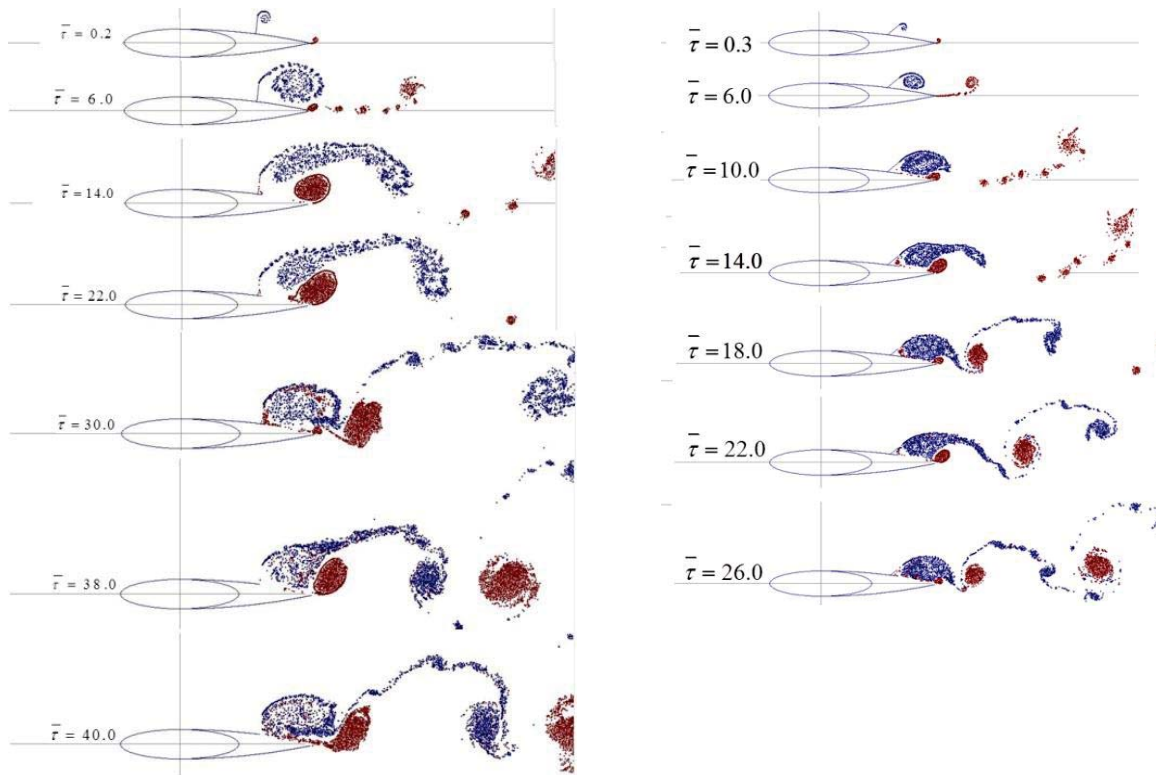 τ̄ = 0.2
τ̄ = 6.0
τ̄ = 14.0
τ̄ = 22.0
τ̄ = 30.0
τ̄ = 38.0
τ̄ = 40.0
τ̄ = 0.3
τ̄ = 6.0
τ̄ = 10.0
τ̄ = 14.0
τ̄ = 18.0
τ̄ = 22.0
τ̄ = 26.0